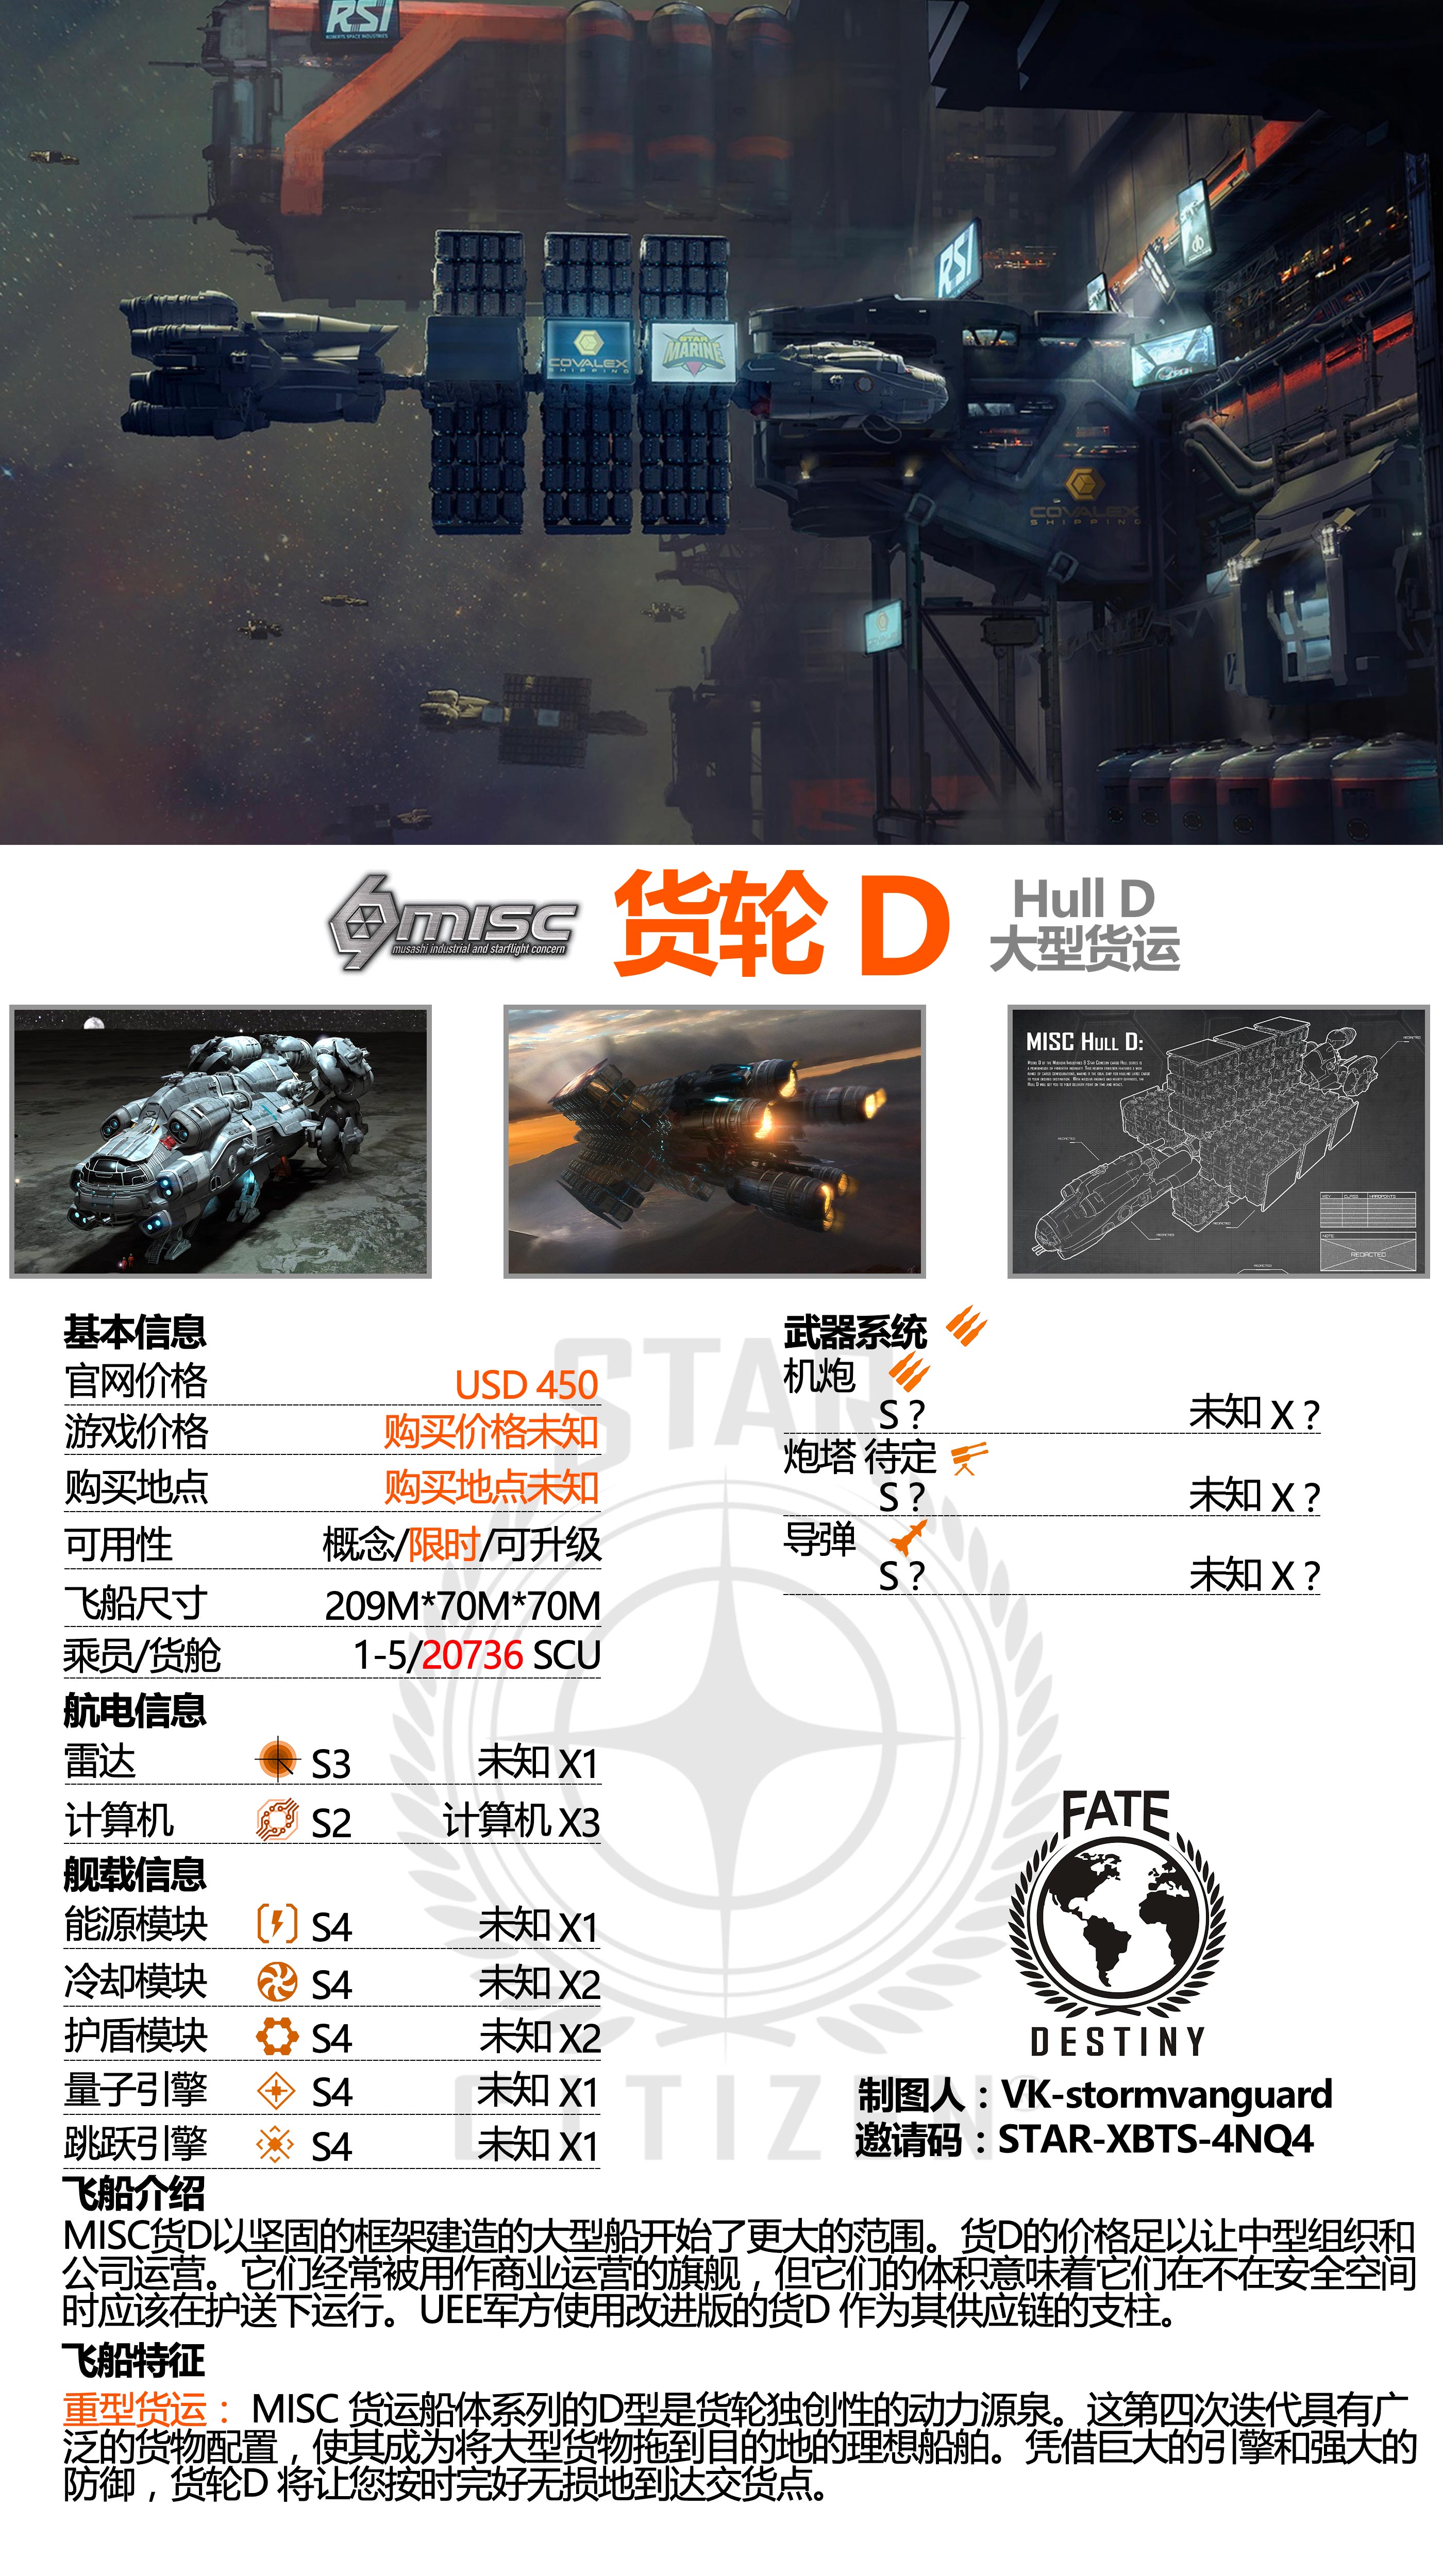 RSI
ROBERTS SPACE INDUSTRIES
RSI
COVALEX
SHIPPING
STAR
MARINE
COVALEX
SHIPPING
misc
musashi industrial and starflight concern
货轮 D
Hull D
大型货运
MISC HULL D:
REDACTED
REDACTED
REDACTED
REDACTED
REDACTED
KEY CLASS HARDPOINTS
NOTE
REDACTED
STAR
CITIZEN
基本信息
官网价格 USD 450
游戏价格 购买价格未知
购买地点 购买地点未知
可用性 概念/限时/可升级
飞船尺寸 209M*70M*70M
乘员/货舱 1-5/20736 SCU
航电信息
雷达 S3 未知 X1
计算机 S2 计算机 X3
舰载信息
能源模块 S4 未知 X1
冷却模块 S4 未知 X2
护盾模块 S4 未知 X2
量子引擎 S4 未知 X1
跳跃引擎 S4 未知 X1
武器系统
机炮
S ? 未知 X ?
炮塔 待定
S ? 未知 X ?
导弹
S ? 未知 X ?
FATE
DESTINY
制图人：VK-stormvanguard
邀请码：STAR-XBTS-4NQ4
飞船介绍
MISC货D以坚固的框架建造的大型船开始了更大的范围。货D的价格足以让中型组织和
公司运营。它们经常被用作商业运营的旗舰，但它们的体积意味着它们在不在安全空间
时应该在护送下运行。UEE军方使用改进版的货D 作为其供应链的支柱。
飞船特征
重型货运： MISC 货运船体系列的D型是货轮独创性的动力源泉。这第四次迭代具有广
泛的货物配置，使其成为将大型货物拖到目的地的理想船舶。凭借巨大的引擎和强大的
防御，货轮D 将让您按时完好无损地到达交货点。